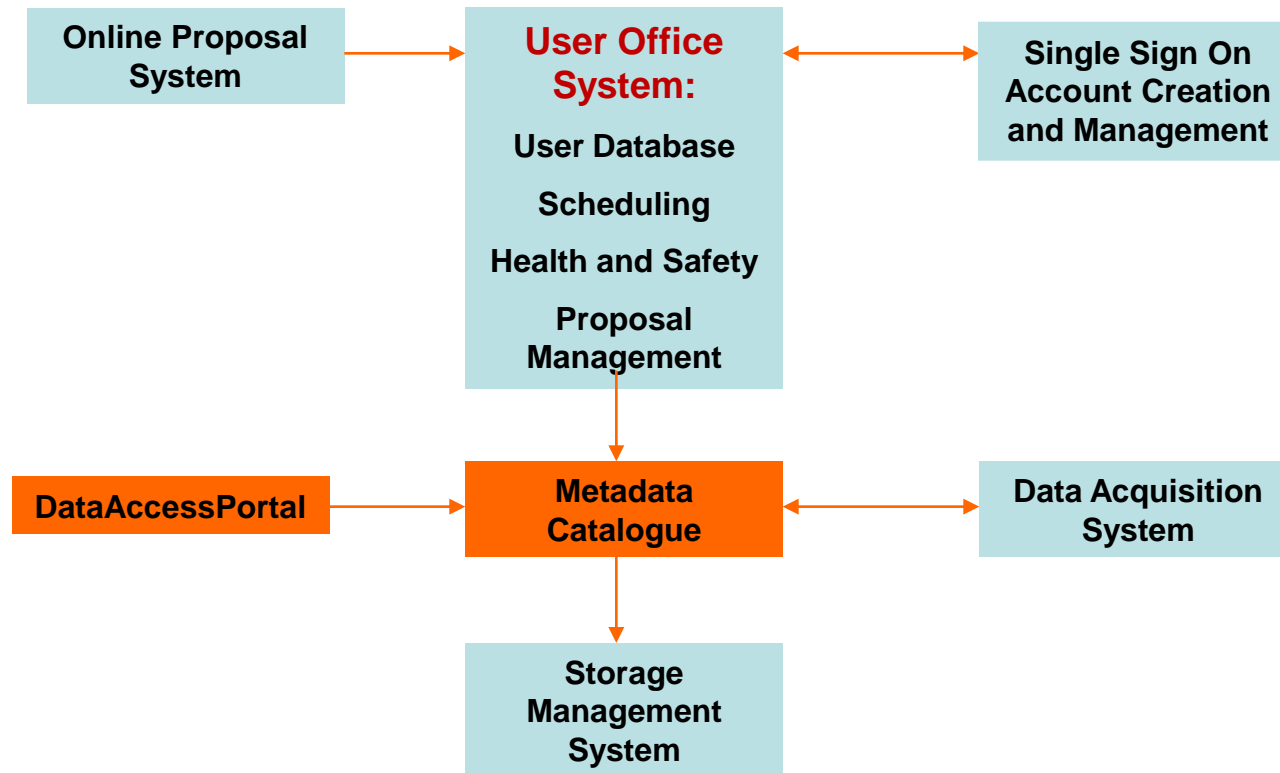 Online Proposal
System
User Office
System:
User Database
Scheduling
Health and Safety
Proposal
Management
Single Sign On
Account Creation
and Management
DataAccessPortal
Metadata
Catalogue
Data Acquisition
System
Storage
Management
System